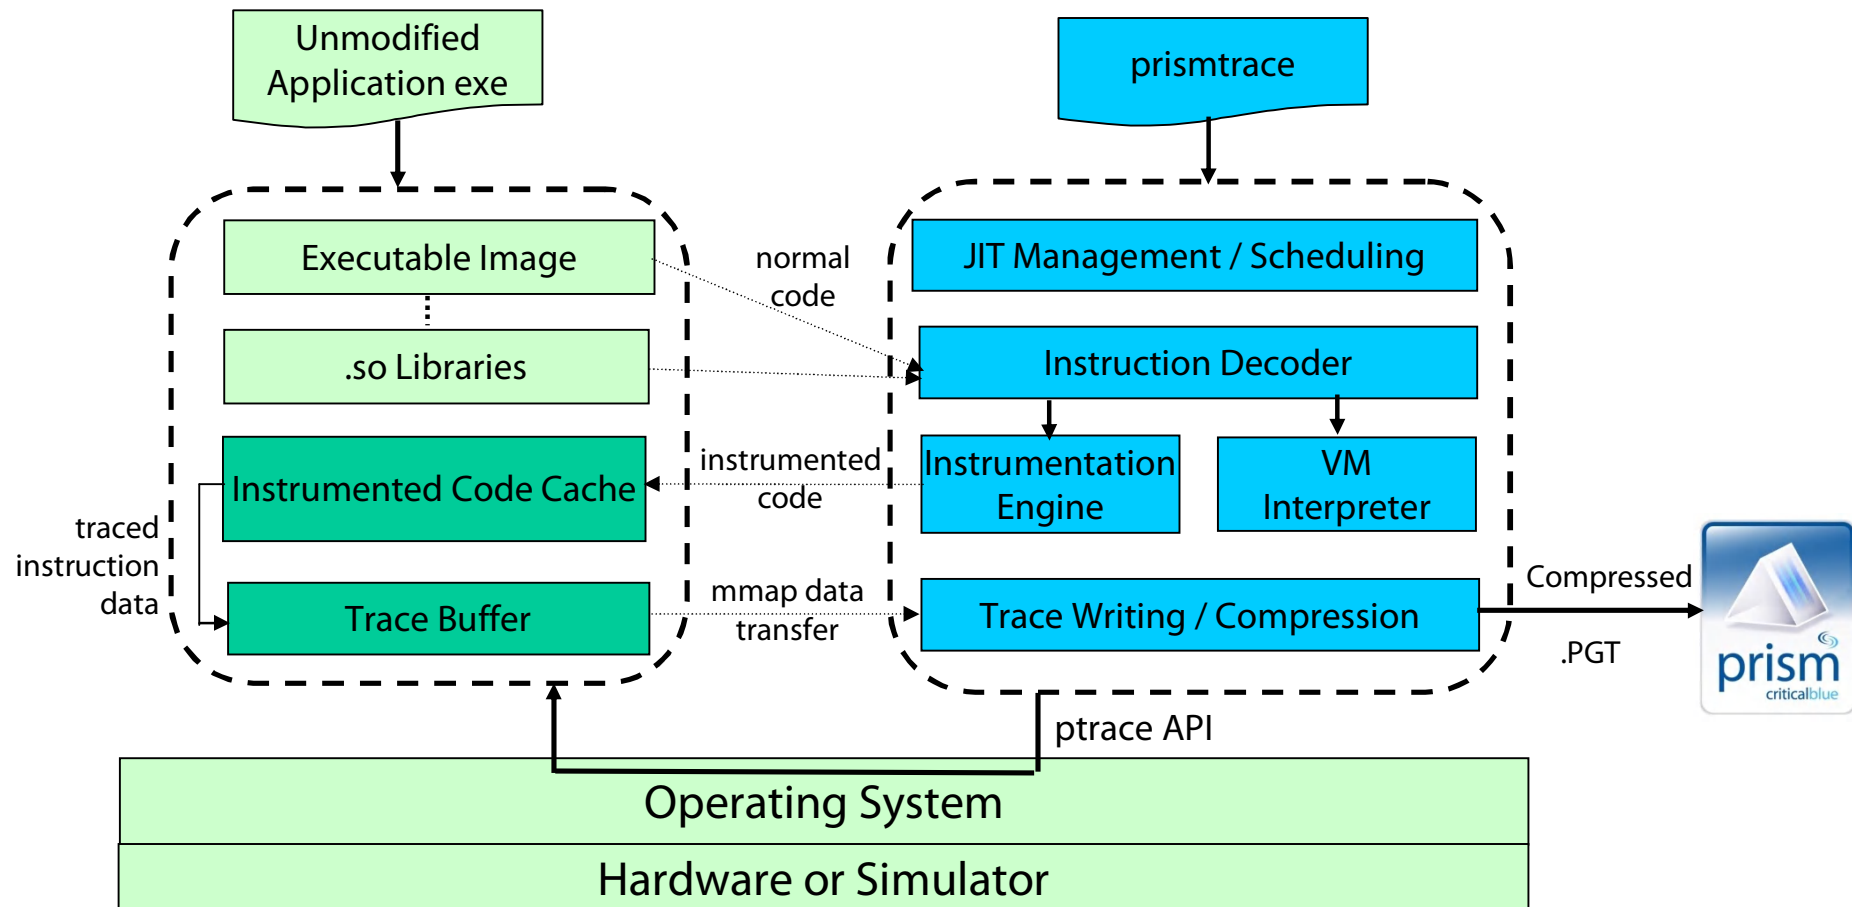 Unmodified
Application exe
prismtrace
Executable Image
normal
code
JIT Management / Scheduling
.so Libraries
Instruction Decoder
Instrumented Code Cache
instrumented
code
Instrumentation
Engine
VM
Interpreter
traced
instruction
data
Trace Buffer
mmap data
transfer
Trace Writing / Compression
Compressed
.PGT
prism
criticalblue
ptrace API
Operating System
Hardware or Simulator